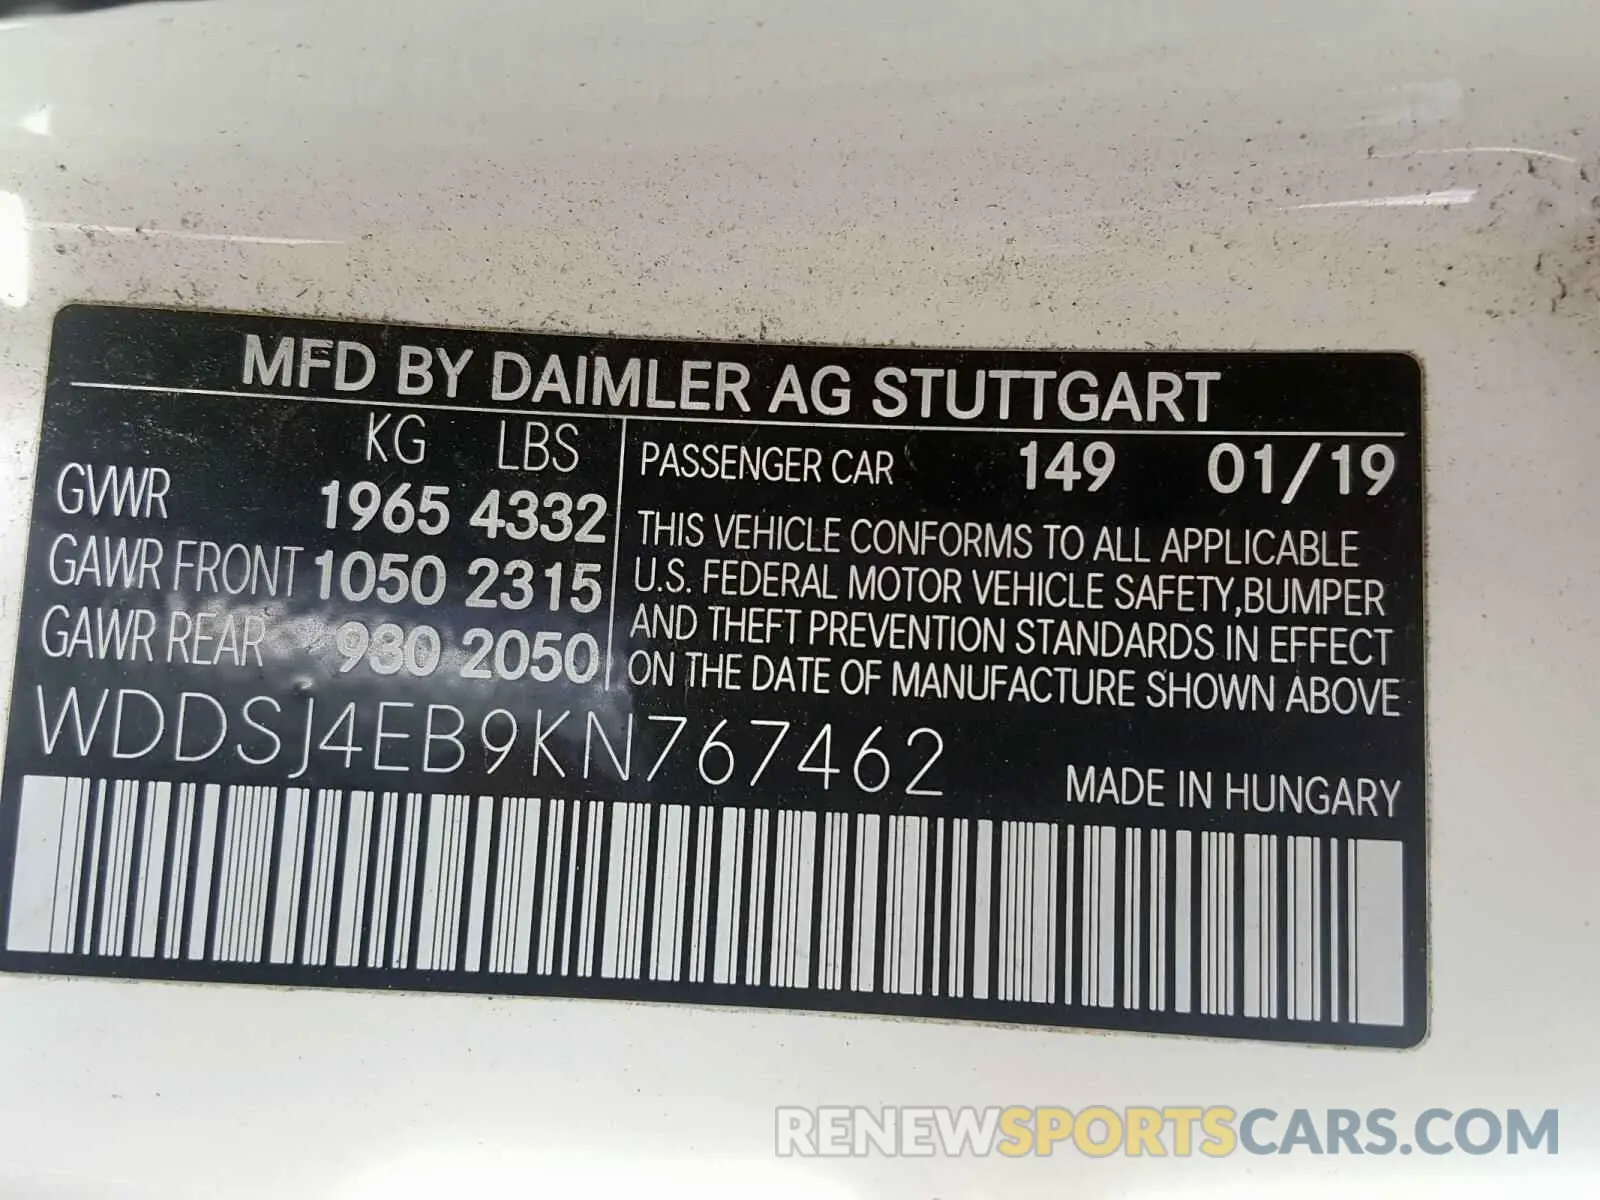 MFD BY DAIMLER AG STUTTGART
KG LBS
GVWR 1965 4332
GAWR FRONT 1050 2315
GAWR REAR 930 2050
PASSENGER CAR 149 01/19
THIS VEHICLE CONFORMS TO ALL APPLICABLE
U.S. FEDERAL MOTOR VEHICLE SAFETY,BUMPER
AND THEFT PREVENTION STANDARDS IN EFFECT
ON THE DATE OF MANUFACTURE SHOWN ABOVE
WDDSJ4EB9KN767462
MADE IN HUNGARY
RENEWSPORTSCARS.COM